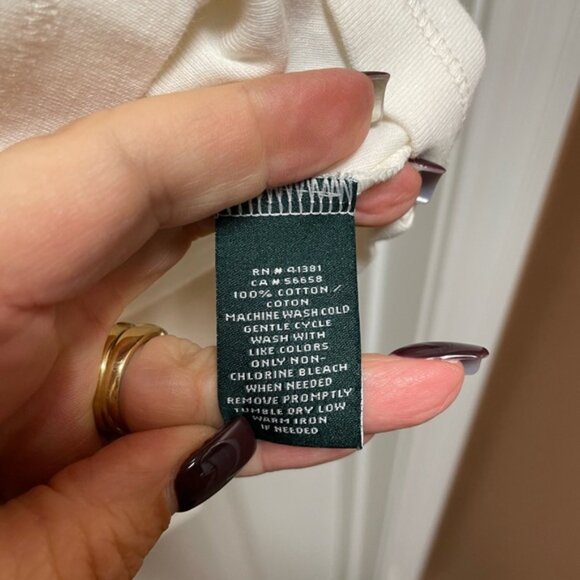 RN # 41381
CA # 56658
100% COTTON /
COTON
MACHINE WASH COLD
GENTLE CYCLE
WASH WITH
LIKE COLORS
ONLY NON-
CHLORINE BLEACH
WHEN NEEDED
REMOVE PROMPTLY
TUMBLE DRY LOW
WARM IRON
IF NEEDED